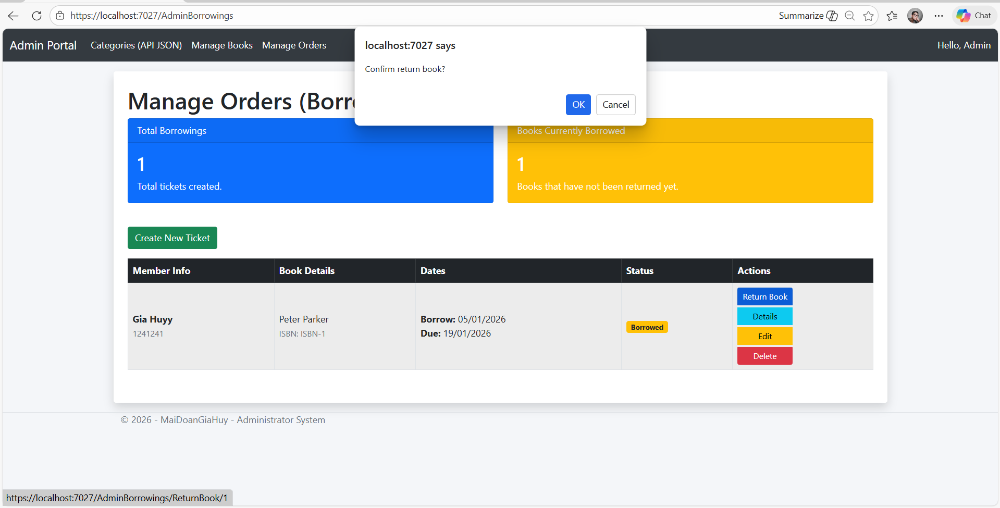 https://localhost:7027/AdminBorrowings
Summarize
Chat
localhost:7027 says
Confirm return book?
OK
Cancel
Admin Portal
Categories (API JSON)
Manage Books
Manage Orders
Hello, Admin
Manage Orders (Borr
Total Borrowings
1
Total tickets created.
Books Currently Borrowed
1
Books that have not been returned yet.
Create New Ticket
Member Info
Book Details
Dates
Status
Actions
Gia Huyy
1241241
Peter Parker
ISBN: ISBN-1
Borrow: 05/01/2026
Due: 19/01/2026
Borrowed
Return Book
Details
Edit
Delete
© 2026 - MaiDoanGiaHuy - Administrator System
https://localhost:7027/AdminBorrowings/ReturnBook/1